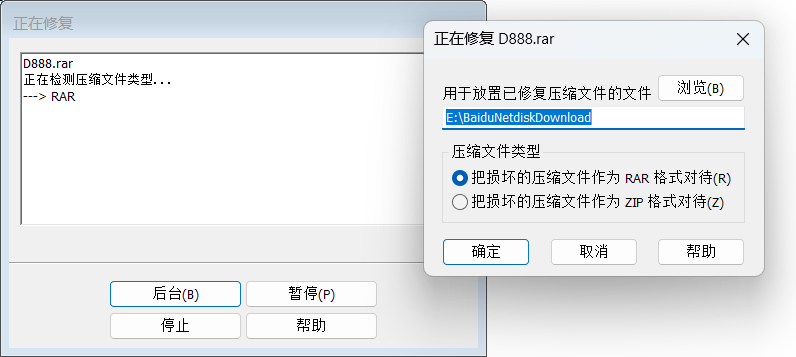 正在修复
D888.rar
正在检测压缩文件类型...
---> RAR
后台(B)
暂停(P)
停止
帮助
正在修复 D888.rar
用于放置已修复压缩文件的文件
浏览(B)
E:\BaiduNetdiskDownload
压缩文件类型
把损坏的压缩文件作为 RAR 格式对待(R)
把损坏的压缩文件作为 ZIP 格式对待(Z)
确定
取消
帮助